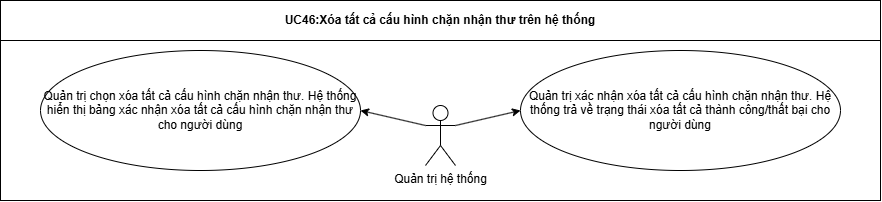 UC46:Xóa tất cả cấu hình chặn nhận thư trên hệ thống
Quản trị chọn xóa tất cả cấu hình chặn nhận thư. Hệ thống
hiển thị bảng xác nhận xóa tất cả cấu hình chặn nhận thư
cho người dùng
Quản trị xác nhận xóa tất cả cấu hình chặn nhận thư. Hệ
thống trả về trạng thái xóa tất cả thành công/thất bại cho
người dùng
Quản trị hệ thống